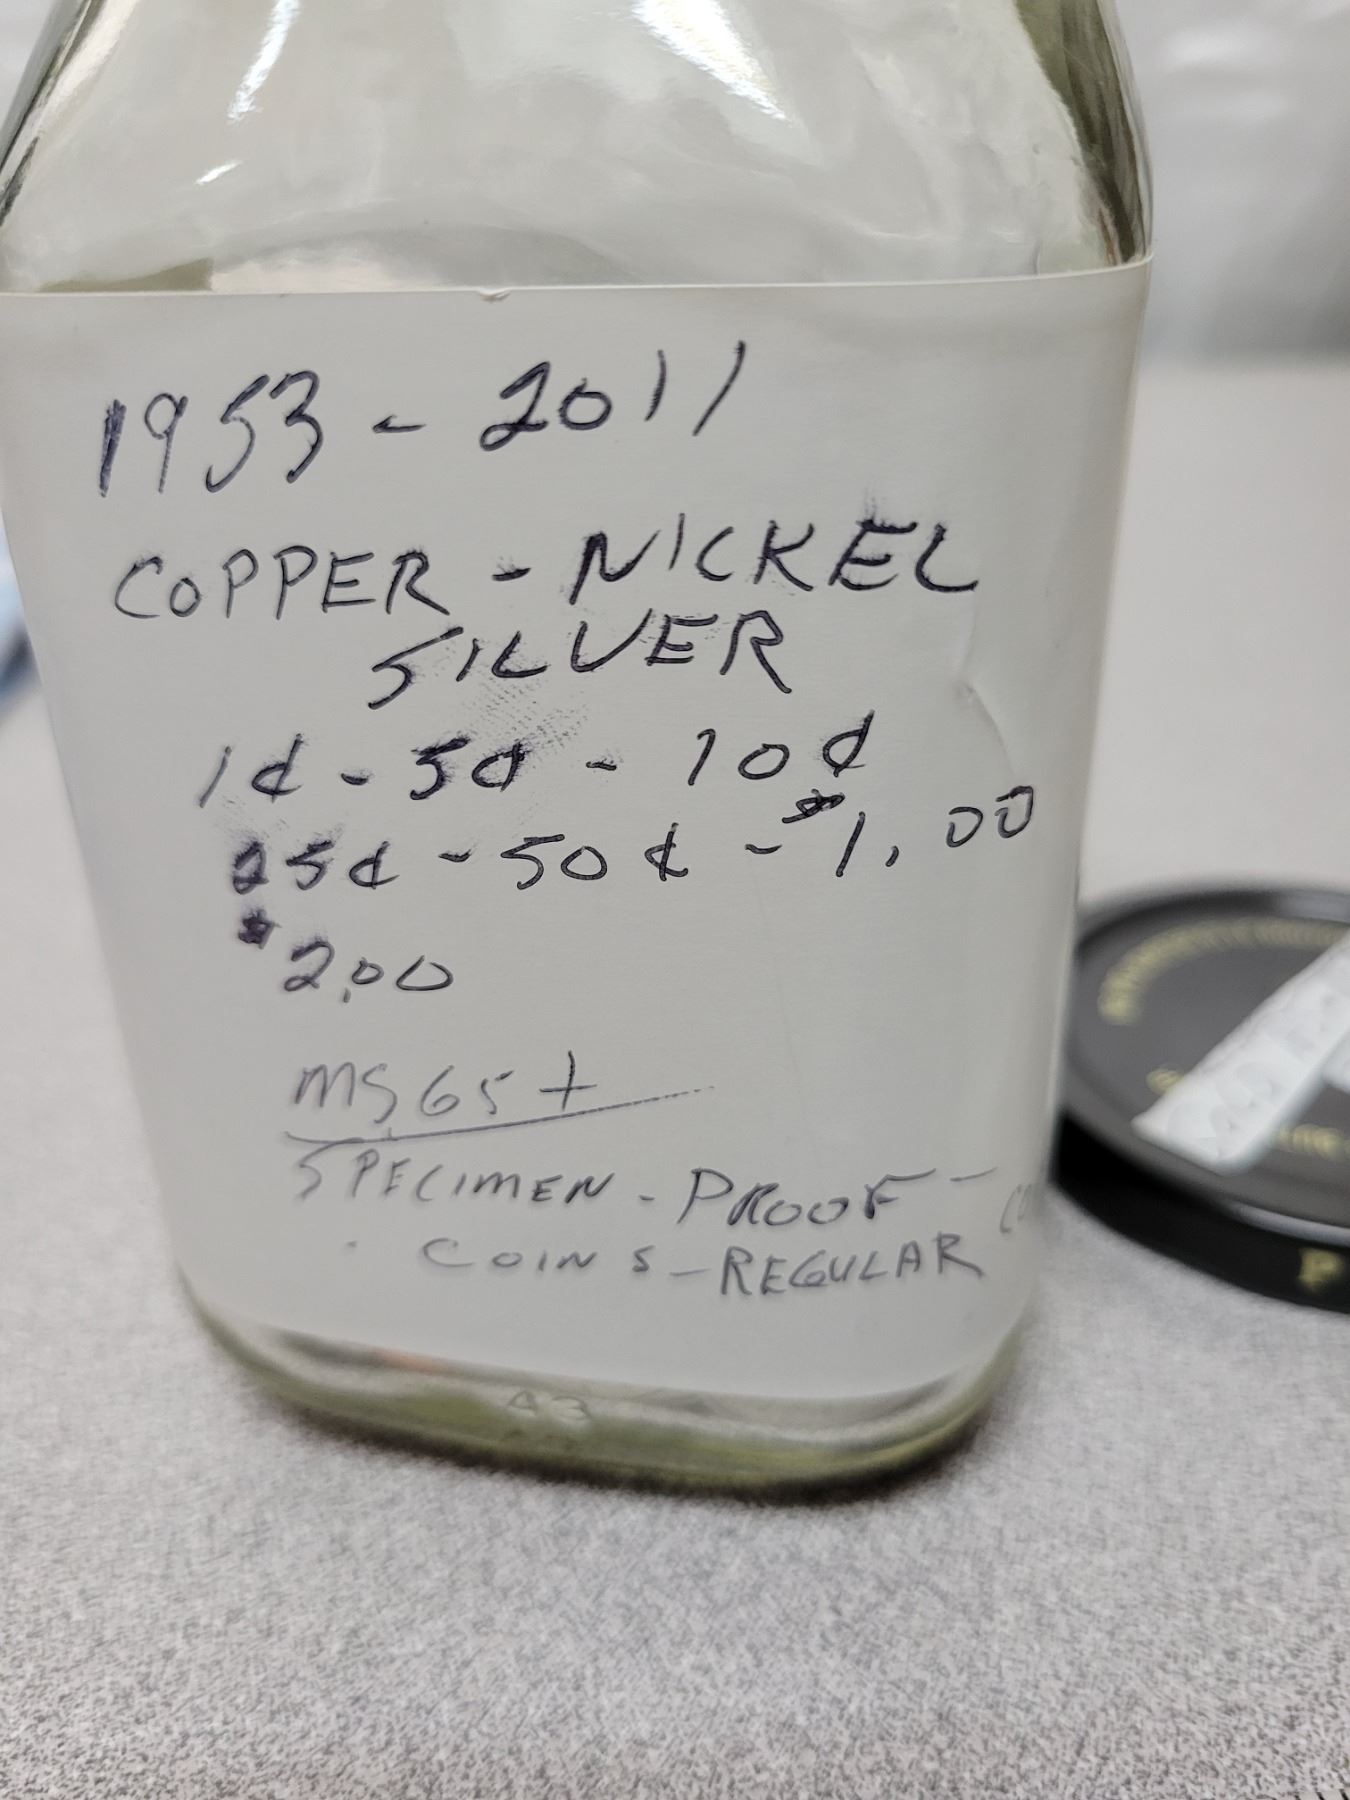 1953 - 2011
COPPER - NICKEL
SILVER
1¢ - 5¢ - 10¢
25¢ - 50¢ - $1.00
$2.00
MS65+
SPECIMEN - PROOF -
COINS - REGULAR
A3
P